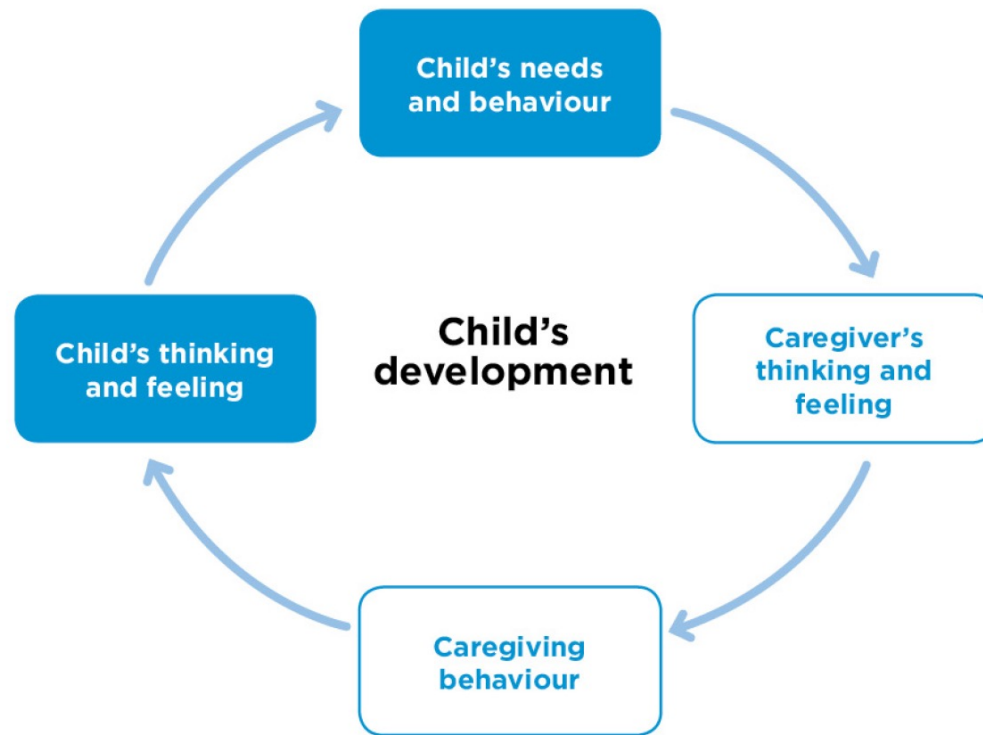 Child's needs
and behaviour
Child's
development
Caregiver's
thinking and
feeling
Child's thinking
and feeling
Caregiving
behaviour